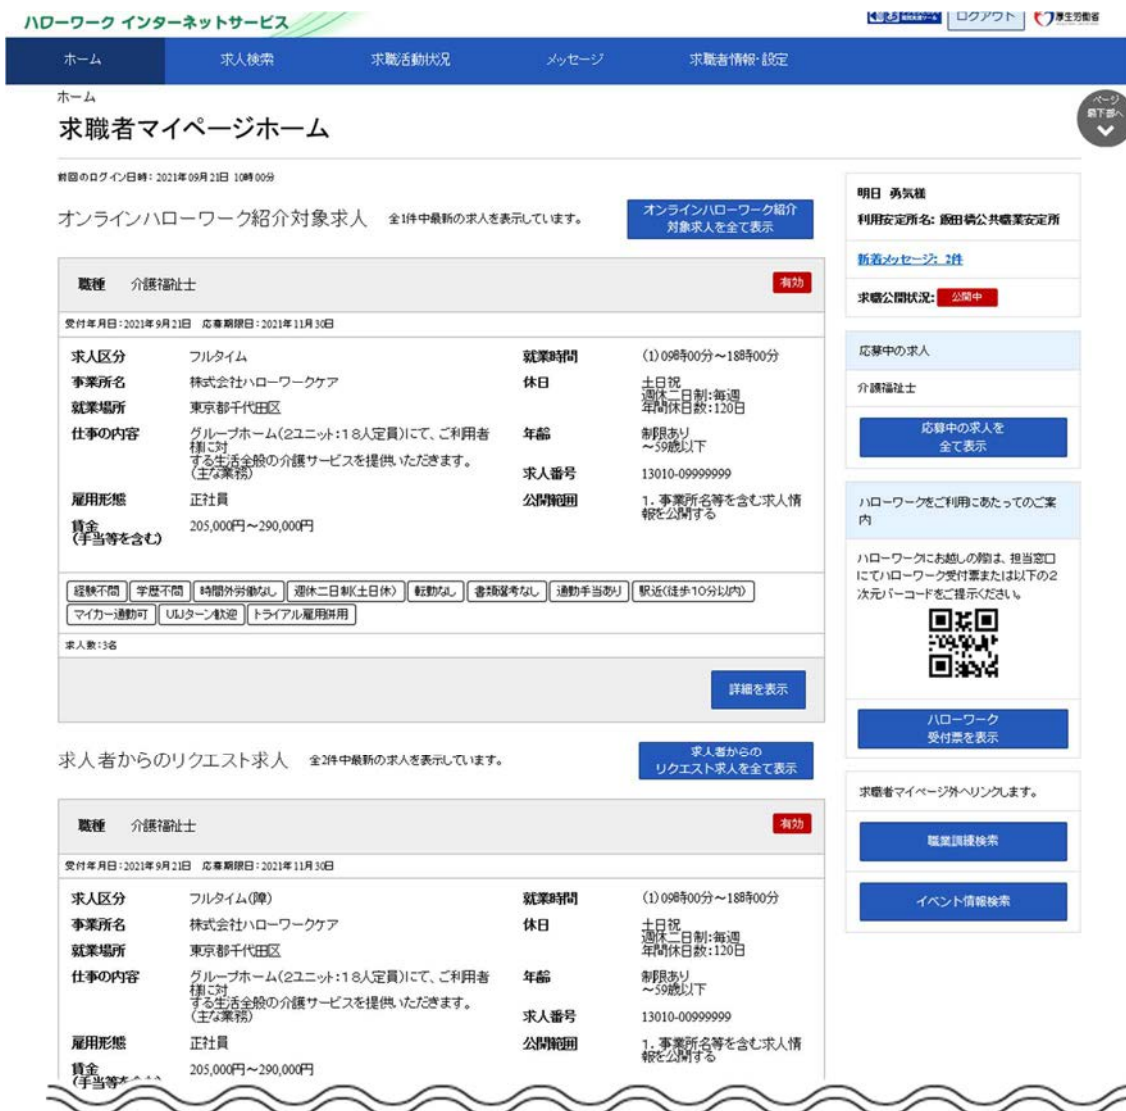 ハローワーク インターネットサービス
ログアウト
厚生労働省
ホーム 求人検索 求職活動状況 メッセージ 求職者情報・設定
ホーム
ページ
最下部へ
求職者マイページホーム
前回のログイン日時：2021年09月21日 10時00分
オンラインハローワーク紹介対象求人 全1件中最新の求人を表示しています。
オンラインハローワーク紹介
対象求人を全て表示
職種 介護福祉士 有効
受付年月日：2021年9月21日 応募期限日：2021年11月30日
求人区分 フルタイム 就業時間 (1)09時00分～18時00分
事業所名 株式会社ハローワークケア 休日 土日祝
週休二日制：毎週
年間休日数：120日
就業場所 東京都千代田区
仕事の内容 グループホーム(2ユニット：18人定員)にて、ご利用者
様に対
する生活全般の介護サービスを提供いただきます。
(主な業務)
年齢 制限あり
～59歳以下
求人番号 13010-09999999
雇用形態 正社員 公開範囲 1．事業所名等を含む求人情
報を公開する
賃金
(手当等を含む) 205,000円～290,000円
経験不問 学歴不問 時間外労働なし 週休二日制(土日休) 転勤なし 書類選考なし 通勤手当あり 駅近(徒歩10分以内)
マイカー通勤可 UIJターン歓迎 トライアル雇用併用
求人数：3名
詳細を表示
求人者からのリクエスト求人 全2件中最新の求人を表示しています。
求人者からの
リクエスト求人を全て表示
職種 介護福祉士 有効
受付年月日：2021年9月21日 応募期限日：2021年11月30日
求人区分 フルタイム(障) 就業時間 (1)09時00分～18時00分
事業所名 株式会社ハローワークケア 休日 土日祝
週休二日制：毎週
年間休日数：120日
就業場所 東京都千代田区
仕事の内容 グループホーム(2ユニット：18人定員)にて、ご利用者
様に対
する生活全般の介護サービスを提供いただきます。
(主な業務)
年齢 制限あり
～59歳以下
求人番号 13010-00999999
雇用形態 正社員 公開範囲 1．事業所名等を含む求人情
報を公開する
賃金
(手当等 205,000円～290,000円
明日 勇気様
利用安定所名：飯田橋公共職業安定所
新着メッセージ：2件
求職公開状況： 公開中
応募中の求人
介護福祉士
応募中の求人を
全て表示
ハローワークをご利用にあたってのご案
内
ハローワークにお越しの際は、担当窓口
にてハローワーク受付票または以下の2
次元バーコードをご提示ください。
ハローワーク
受付票を表示
求職者マイページ外へリンクします。
職業訓練検索
イベント情報検索